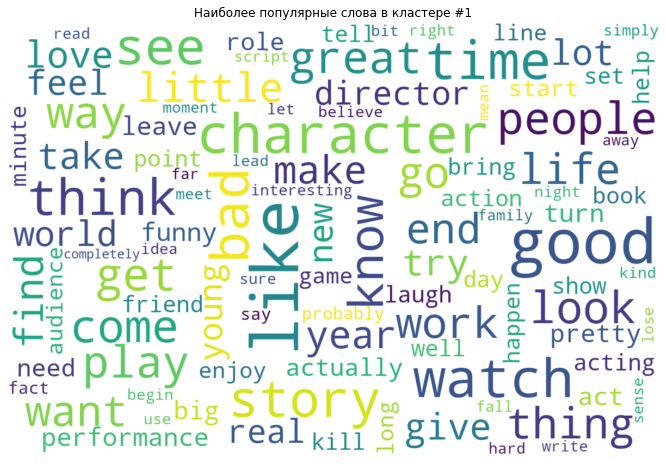 Наиболее популярные слова в кластере #1
read
love
feel
see
role
script
tell
bit
right
line
simply
great
time
lot
set
help
little
director
start
mean
people
away
way
moment
let
believe
minute
leave
character
take
point
far
meet
lead
interesting
make
go
bring
life
action
night
book
think
bad
know
family
turn
world
funny
completely
idea
like
new
end
good
kind
find
audience
get
young
sure
game
say
probably
try
day
show
happen
look
lose
friend
come
laugh
year
work
well
pretty
need
play
enjoy
actually
watch
acting
act
sense
fact
want
begin
use
big
story
real
kill
long
give
fall
thing
hard
write
performance